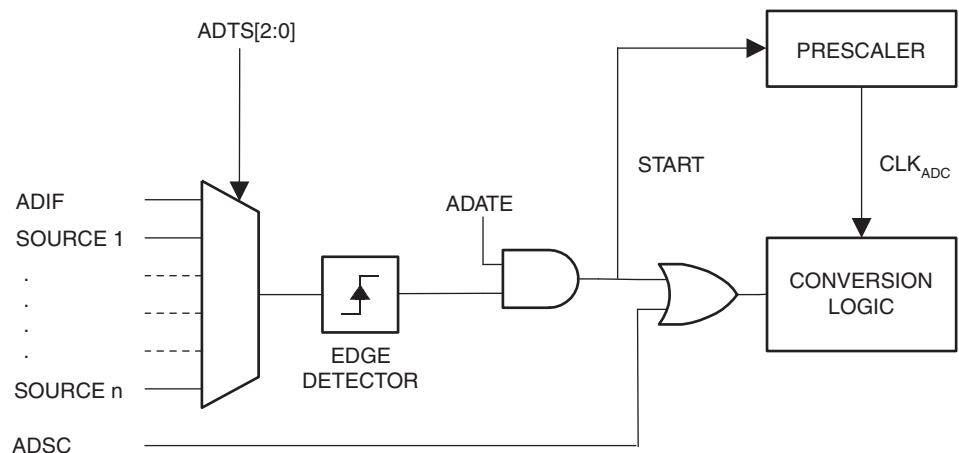 ADTS[2:0]
PRESCALER
START
CLKADC
ADIF
ADATE
SOURCE 1
.
.
.
.
CONVERSION
LOGIC
EDGE
DETECTOR
SOURCE n
ADSC